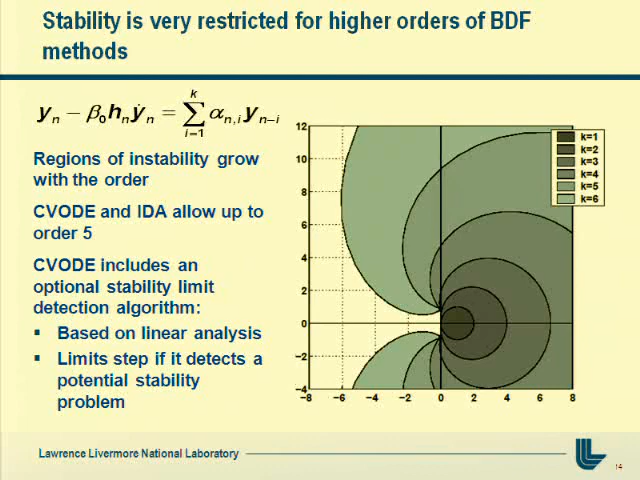 Stability is very restricted for higher orders of BDF
methods
yₙ − β₀hₙẏₙ = ∑ᵢ₌₁ᵏ αₙ,ᵢ yₙ₋ᵢ
Regions of instability grow
with the order
CVODE and IDA allow up to
order 5
CVODE includes an
optional stability limit
detection algorithm:
▪ Based on linear analysis
▪ Limits step if it detects a
potential stability
problem
12
10
8
6
4
2
0
−2
−4
−8 −6 −4 −2 0 2 4 6 8
k=1
k=2
k=3
k=4
k=5
k=6
Lawrence Livermore National Laboratory
14